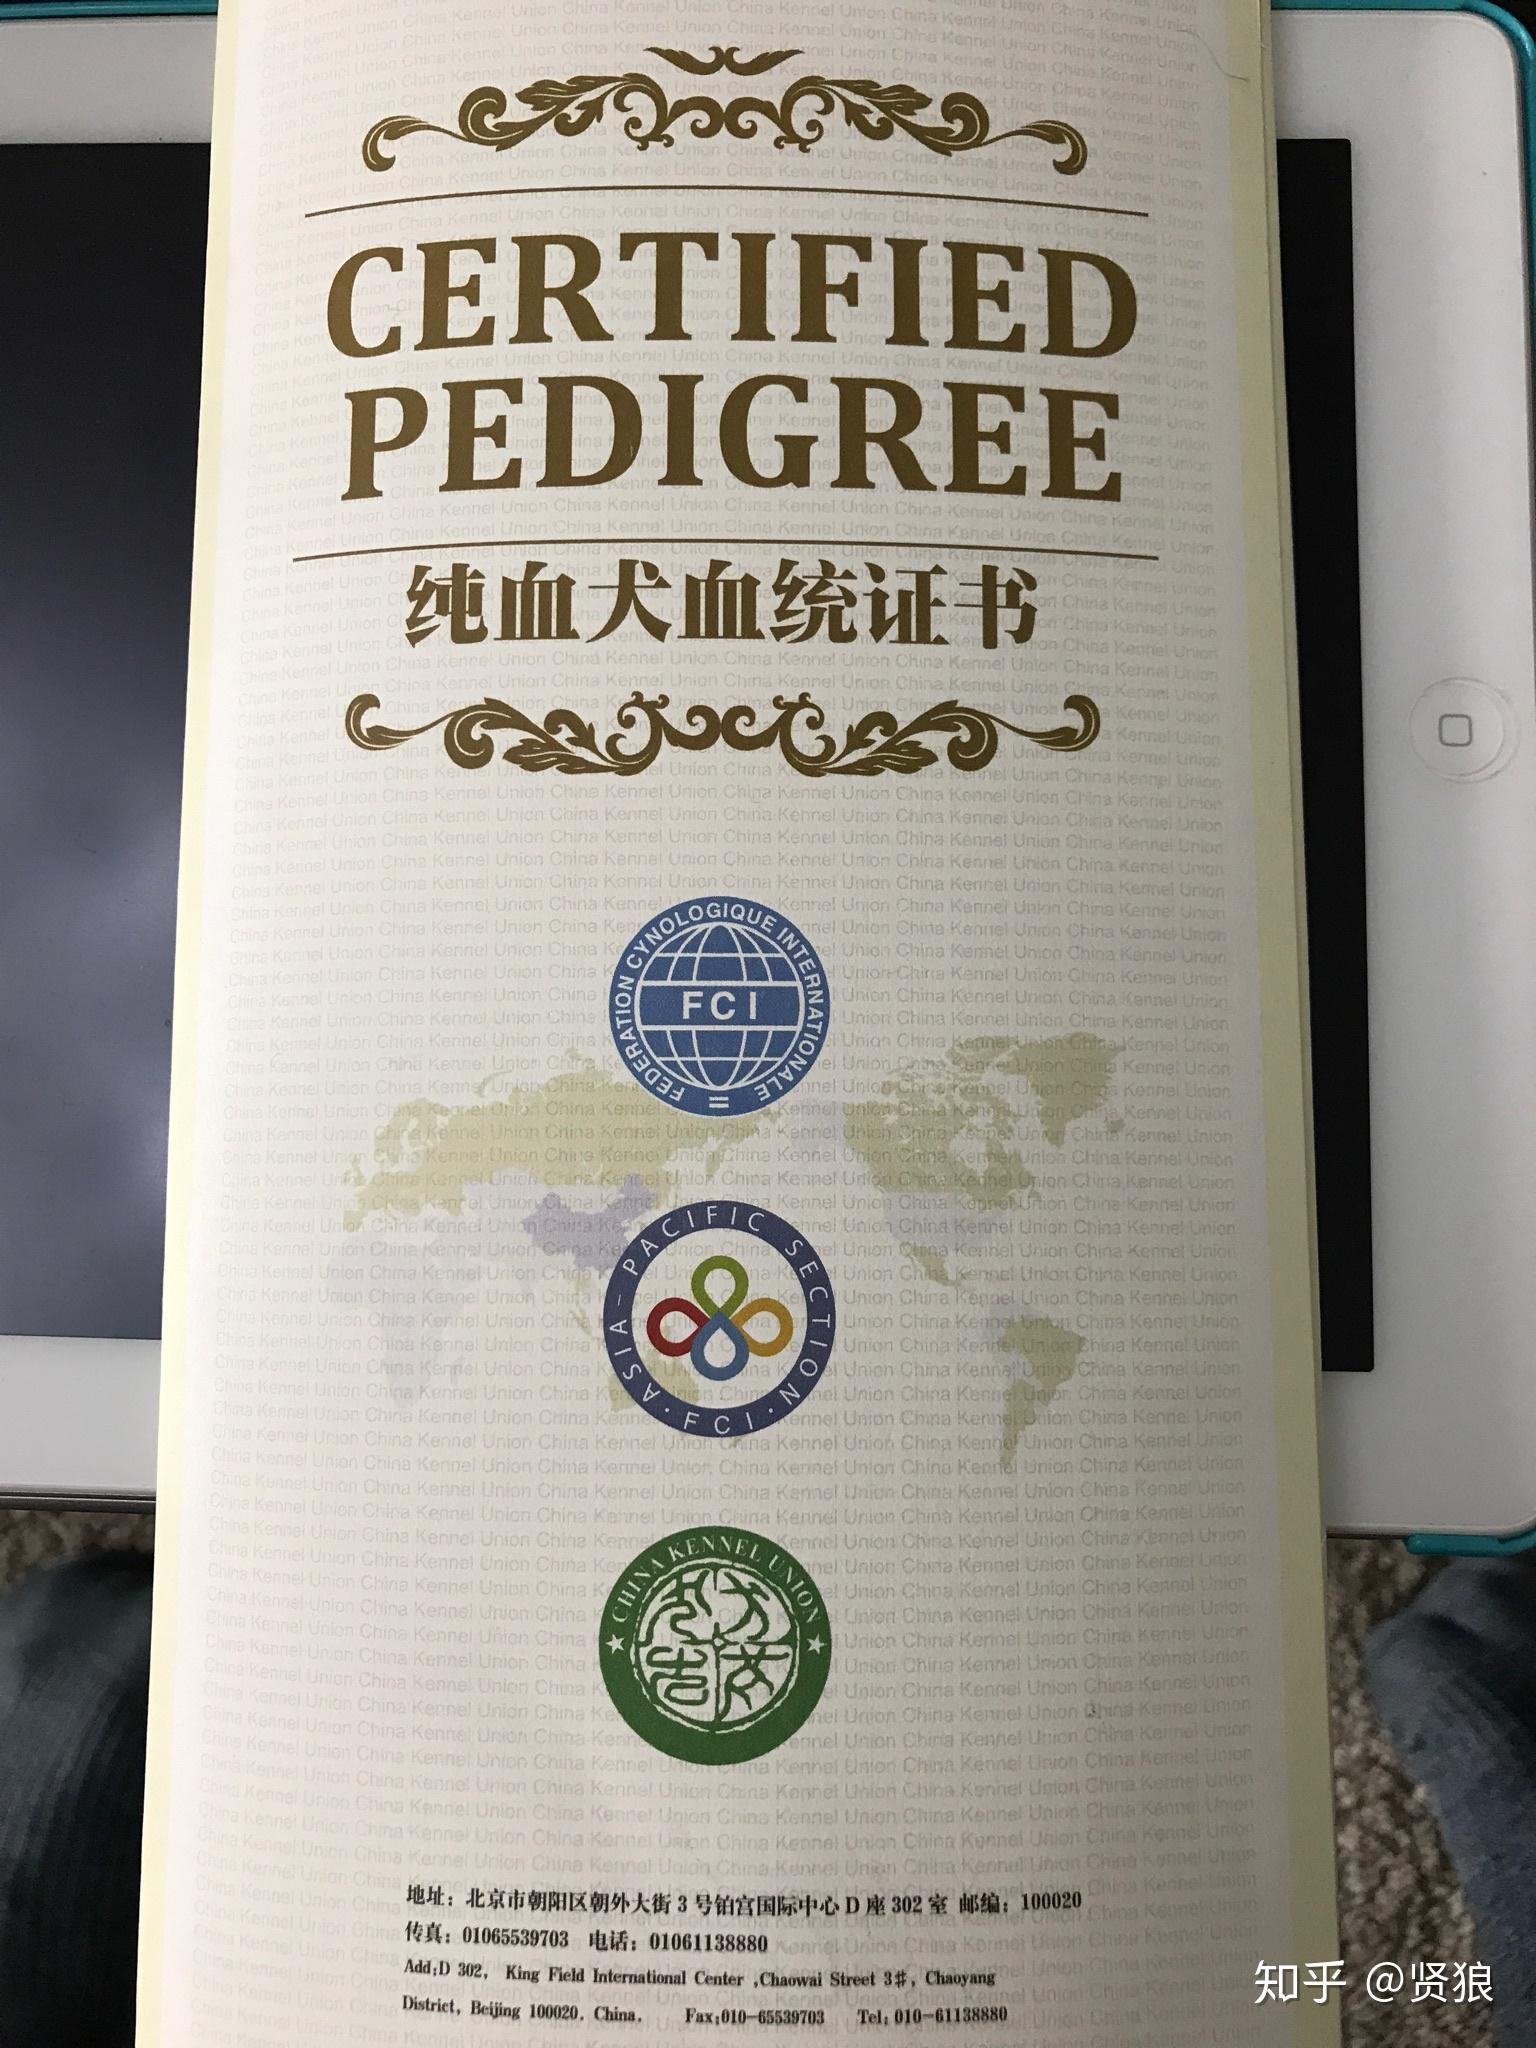 CERTIFIED
PEDIGREE
纯血犬血统证书
FEDERATION CYNOLOGIQUE INTERNATIONALE
FCI
ASIA-PACIFIC SECTION·FCI·
CHINA KENNEL UNION
地址：北京市朝阳区朝外大街3号铂宫国际中心D座302室 邮编：100020
传真：01065539703 电话：01061138880
Add:D 302, King Field International Center ,Chaowai Street 3#, Chaoyang
District, Beijing 100020. China. Fax:010-65539703 Tel: 010-61138880
知乎 @贤狼